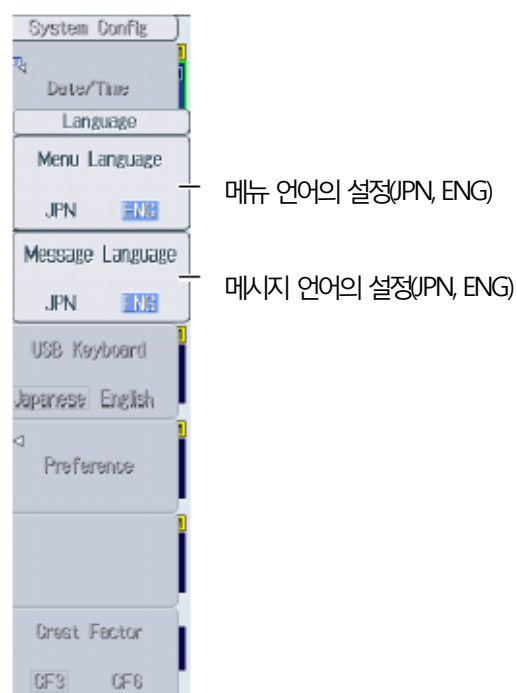 System Config
Date/Time
Language
Menu Language
JPN ENG
메뉴 언어의 설정(JPN, ENG)
Message Language
JPN ENG
메시지 언어의 설정(JPN, ENG)
USB Keyboard
Japanese English
Preference
Crest Factor
CF3 CF6